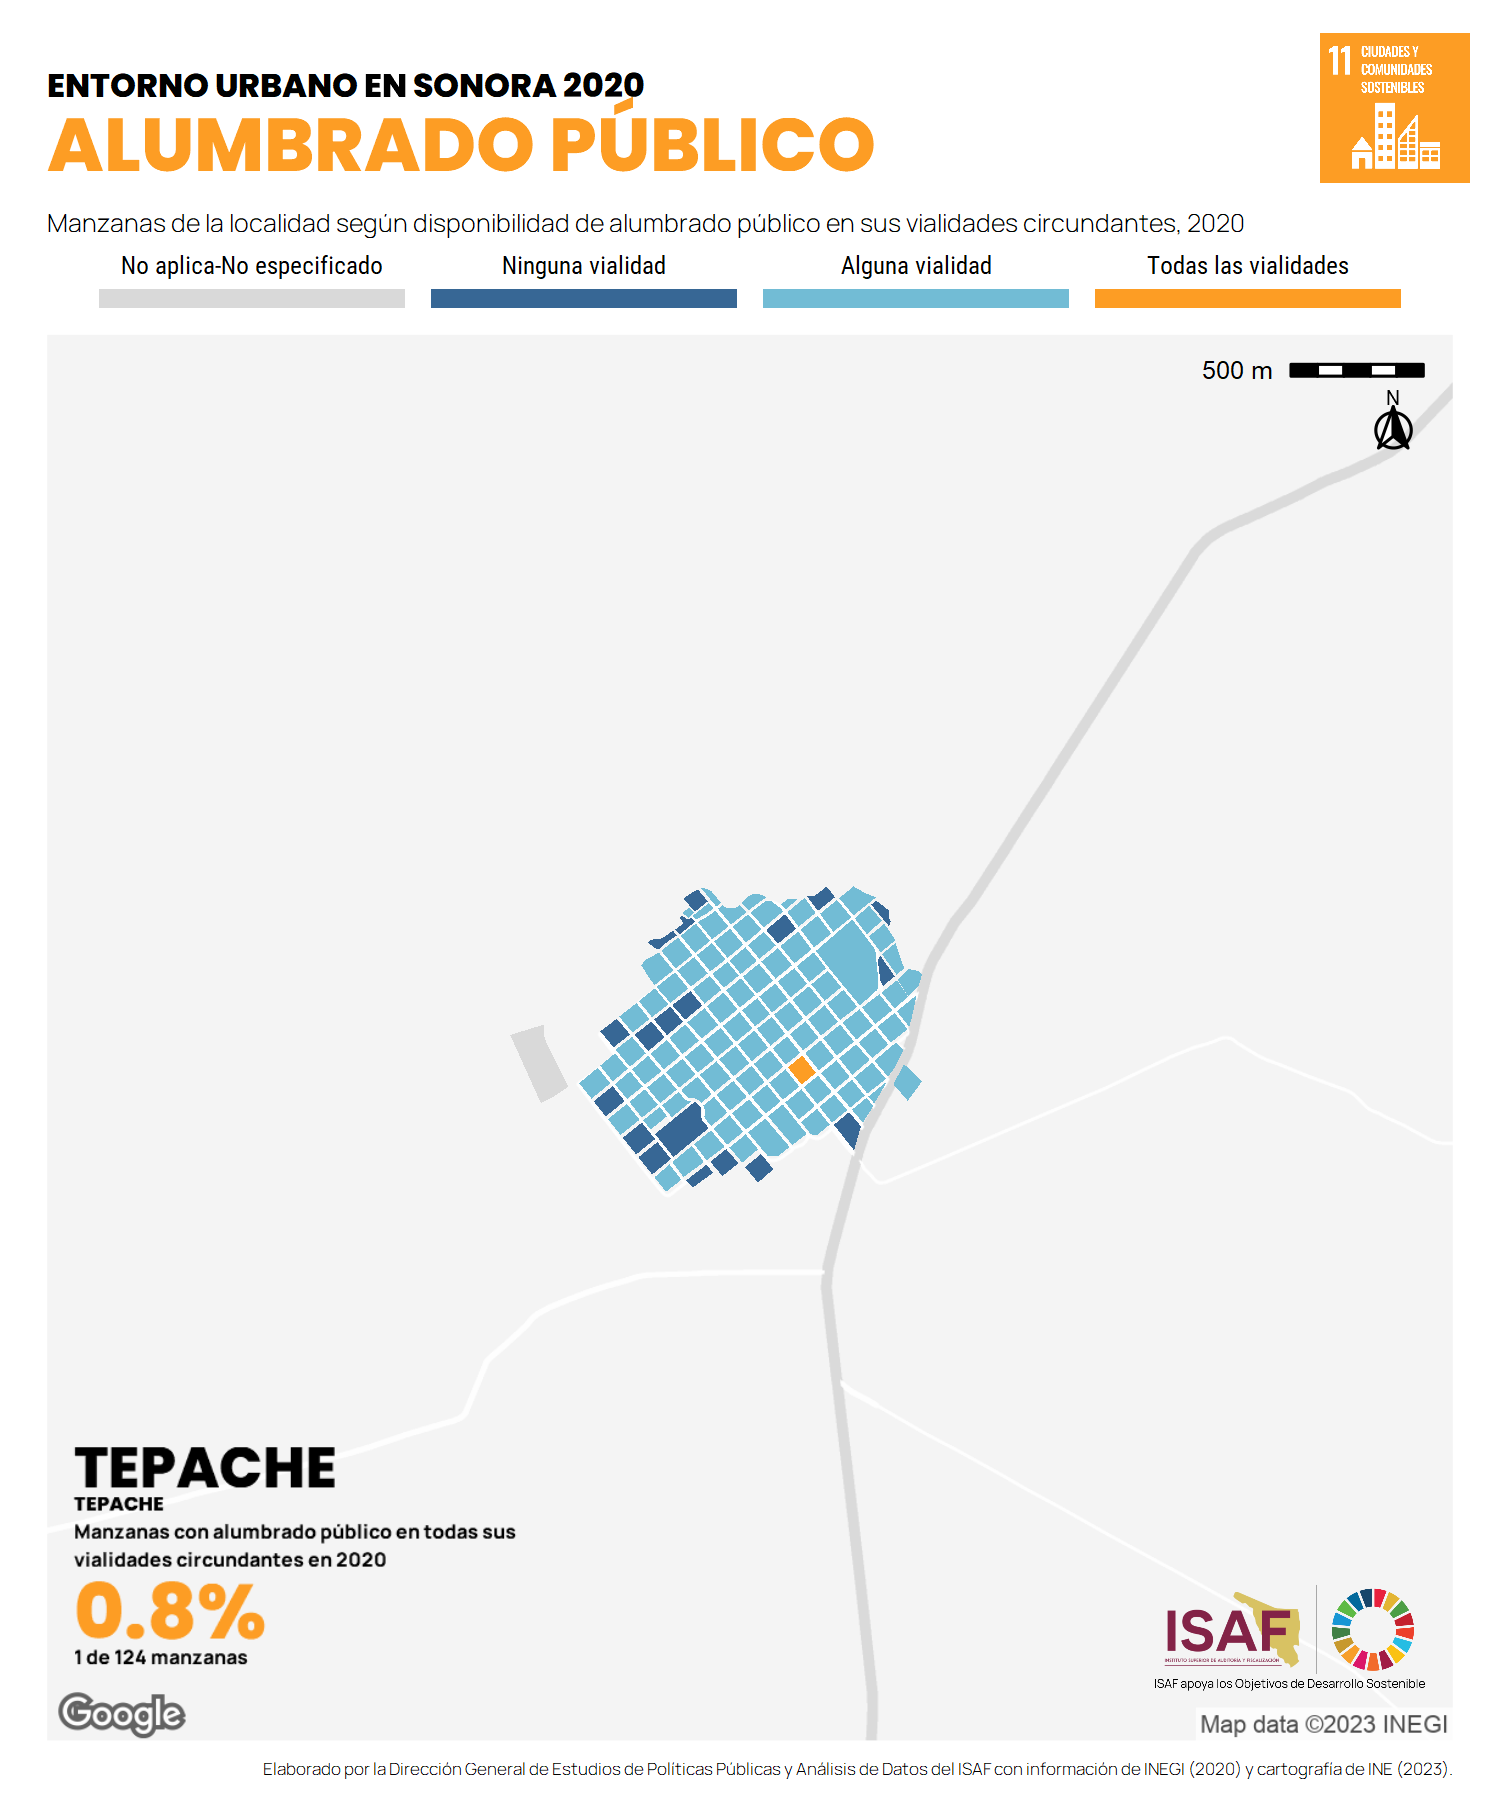 ENTORNO URBANO EN SONORA 2020
ALUMBRADO PÚBLICO
11 CIUDADES Y
COMUNIDADES
SOSTENIBLES
Manzanas de la localidad según disponibilidad de alumbrado público en sus vialidades circundantes, 2020
No aplica-No especificado
Ninguna vialidad
Alguna vialidad
Todas las vialidades
500 m
N
TEPACHE
TEPACHE
Manzanas con alumbrado público en todas sus
vialidades circundantes en 2020
0.8%
1 de 124 manzanas
ISAF
INSTITUTO SUPERIOR DE AUDITORÍA Y FISCALIZACIÓN
ISAF apoya los Objetivos de Desarrollo Sostenible
Google
Map data ©2023 INEGI
Elaborado por la Dirección General de Estudios de Políticas Públicas y Análisis de Datos del ISAF con información de INEGI (2020) y cartografía de INE (2023).